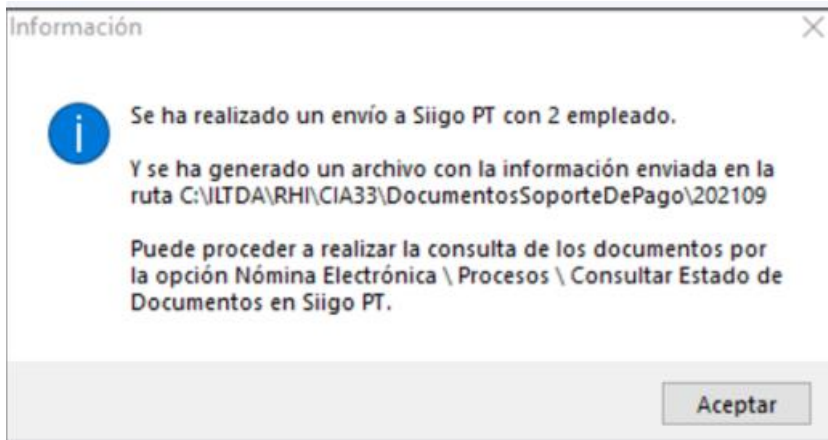 Información
Se ha realizado un envío a Siigo PT con 2 empleado.
Y se ha generado un archivo con la información enviada en la
ruta C:\ILTDA\RHI\CIA33\DocumentosSoporteDePago\202109
Puede proceder a realizar la consulta de los documentos por
la opción Nómina Electrónica \ Procesos \ Consultar Estado de
Documentos en Siigo PT.
Aceptar